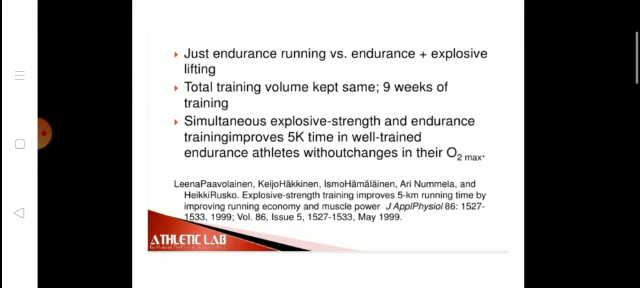 Just endurance running vs. endurance + explosive
lifting
Total training volume kept same; 9 weeks of
training
Simultaneous explosive-strength and endurance
trainingimproves 5K time in well-trained
endurance athletes withoutchanges in their O2 max.
LeenaPaavolainen, KeijoHäkkinen, IsmoHämäläinen, Ari Nummela, and
HeikkiRusko. Explosive-strength training improves 5-km running time by
improving running economy and muscle power J ApplPhysiol 86: 1527-
1533, 1999; Vol. 86, Issue 5, 1527-1533, May 1999.
ATHLETIC LAB